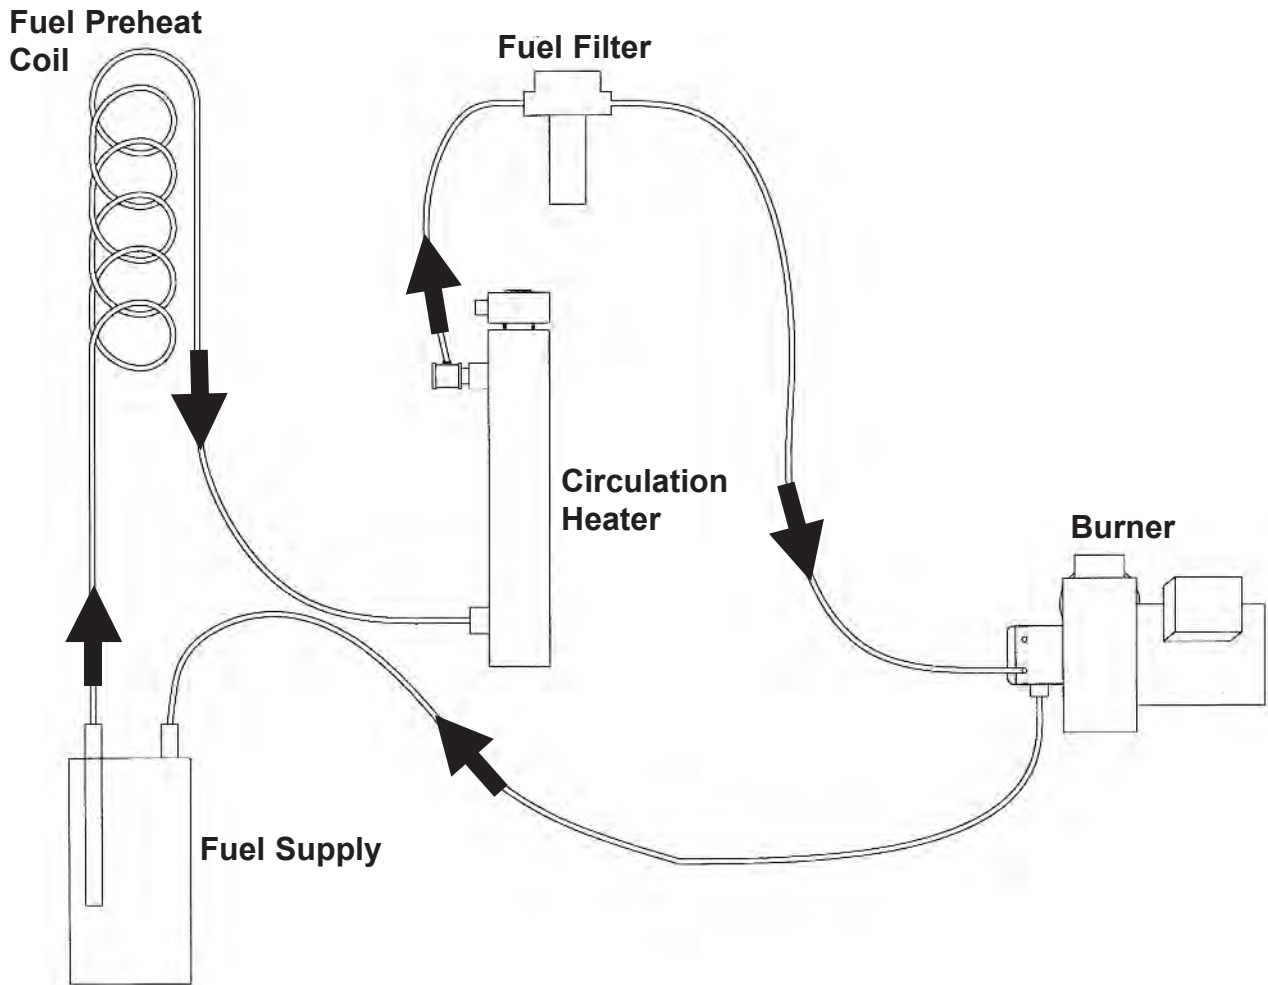 Fuel Preheat
Coil
Fuel Filter
Circulation
Heater
Burner
Fuel Supply